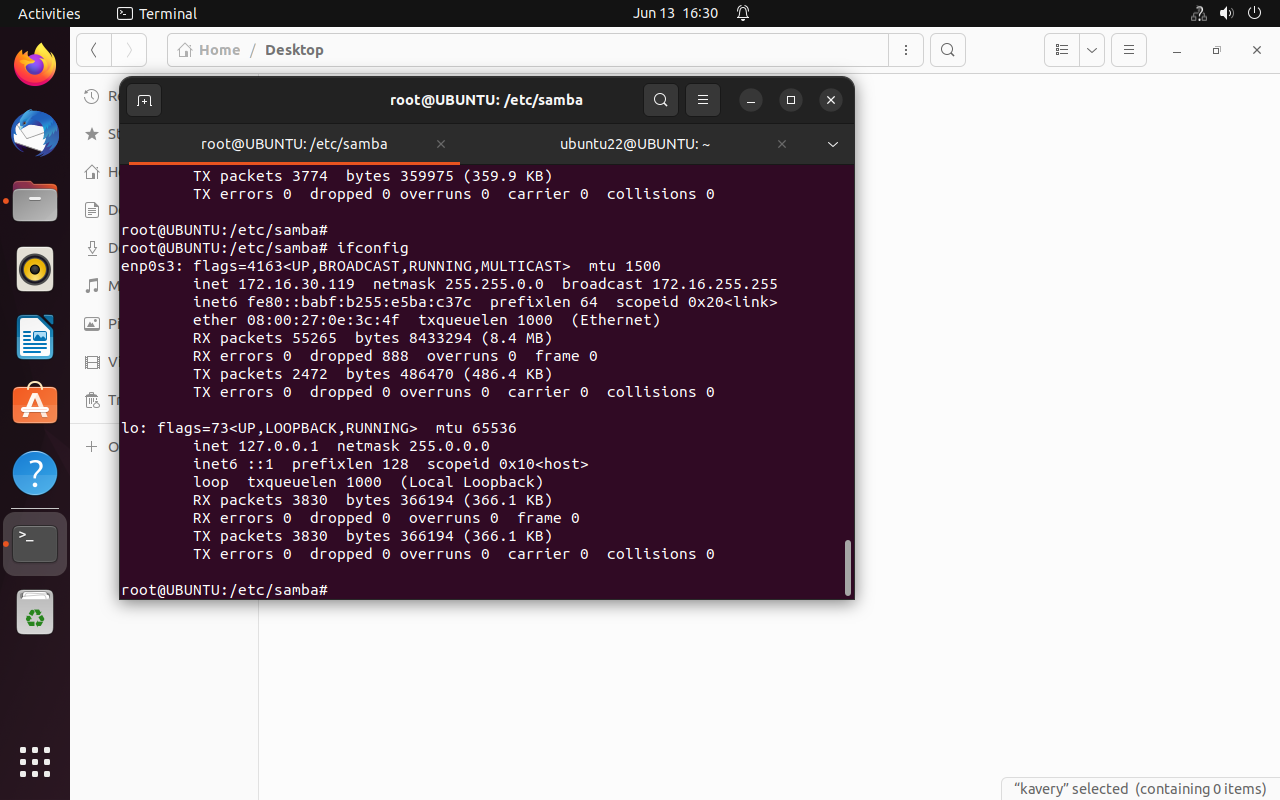 Activities
Terminal
Jun 13  16:30
Home / Desktop
root@UBUNTU: /etc/samba
root@UBUNTU: /etc/samba
ubuntu22@UBUNTU: ~
        TX packets 3774  bytes 359975 (359.9 KB)
        TX errors 0  dropped 0 overruns 0  carrier 0  collisions 0
root@UBUNTU:/etc/samba#
root@UBUNTU:/etc/samba# ifconfig
enp0s3: flags=4163<UP,BROADCAST,RUNNING,MULTICAST>  mtu 1500
        inet 172.16.30.119  netmask 255.255.0.0  broadcast 172.16.255.255
        inet6 fe80::babf:b255:e5ba:c37c  prefixlen 64  scopeid 0x20<link>
        ether 08:00:27:0e:3c:4f  txqueuelen 1000  (Ethernet)
        RX packets 55265  bytes 8433294 (8.4 MB)
        RX errors 0  dropped 888  overruns 0  frame 0
        TX packets 2472  bytes 486470 (486.4 KB)
        TX errors 0  dropped 0 overruns 0  carrier 0  collisions 0
lo: flags=73<UP,LOOPBACK,RUNNING>  mtu 65536
        inet 127.0.0.1  netmask 255.0.0.0
        inet6 ::1  prefixlen 128  scopeid 0x10<host>
        loop  txqueuelen 1000  (Local Loopback)
        RX packets 3830  bytes 366194 (366.1 KB)
        RX errors 0  dropped 0  overruns 0  frame 0
        TX packets 3830  bytes 366194 (366.1 KB)
        TX errors 0  dropped 0 overruns 0  carrier 0  collisions 0
root@UBUNTU:/etc/samba#
“kavery” selected  (containing 0 items)